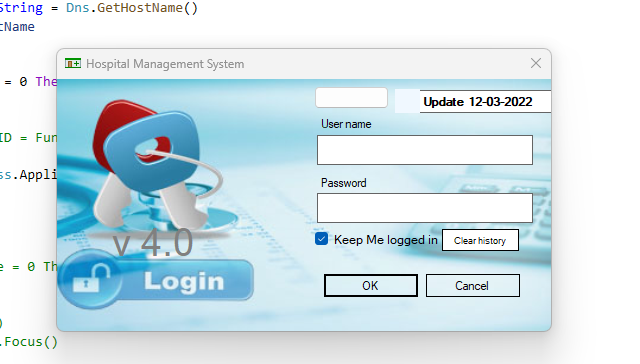 String = Dns.GetHostName()
tName
Hospital Management System
= 0 The
Update 12-03-2022
User name
ID = Fun
ss.Appli
Password
v 4.0
Keep Me logged in
Clear history
e = 0 Th
Login
OK
Cancel
)
.Focus()